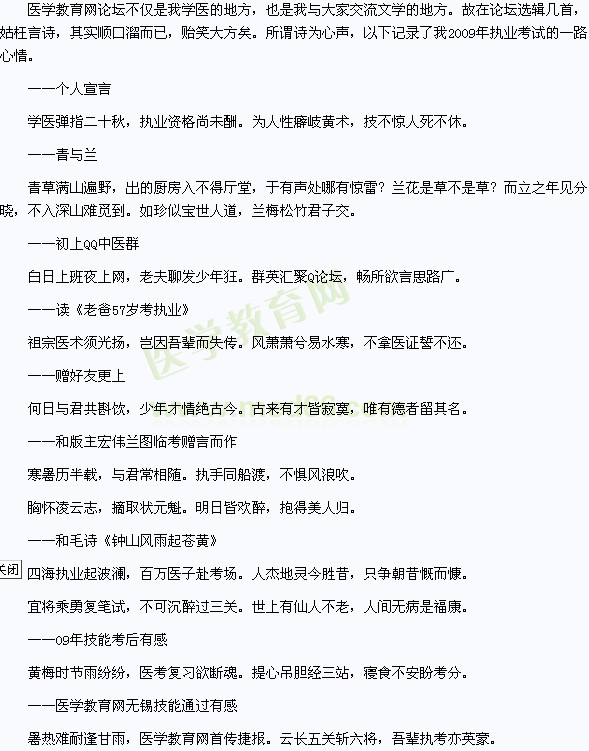 医学教育网论坛不仅是我学医的地方，也是我与大家交流文学的地方。故在论坛选辑几首，
姑枉言诗，其实顺口溜而已，贻笑大方矣。所谓诗为心声，以下记录了我2009年执业考试的一路
心情。
——个人宣言
学医弹指二十秋，执业资格尚未酬。为人性癖岐黄术，技不惊人死不休。
——青与兰
青草满山遍野，出的厨房入不得厅堂，于有声处哪有惊雷？兰花是草不是草？而立之年见分
晓，不入深山难觅到。如珍似宝世人道，兰梅松竹君子交。
——初上QQ中医群
白日上班夜上网，老夫聊发少年狂。群英汇聚Q论坛，畅所欲言思路广。
——读《老爸57岁考执业》
祖宗医术须光扬，岂因吾辈而失传。风萧萧兮易水寒，不拿医证誓不还。
——赠好友更上
何日与君共斟饮，少年才情绝古今。古来有才皆寂寞，唯有德者留其名。
——和版主宏伟兰图临考赠言而作
寒暑历半载，与君常相随。执手同船渡，不惧风浪吹。
胸怀凌云志，摘取状元魁。明日皆欢醉，抱得美人归。
——和毛诗《钟山风雨起苍黄》
关闭
四海执业起波澜，百万医子赴考场。人杰地灵今胜昔，只争朝昔慨而慷。
宜将乘勇复笔试，不可沉醉过三关。世上有仙人不老，人间无病是福康。
——09年技能考后有感
黄梅时节雨纷纷，医考复习欲断魂。提心吊胆经三站，寝食不安盼考分。
——医学教育网无锡技能通过有感
暑热难耐逢甘雨，医学教育网首传捷报。云长五关斩六将，吾辈执考亦英豪。
医学教育网
www.med66.com